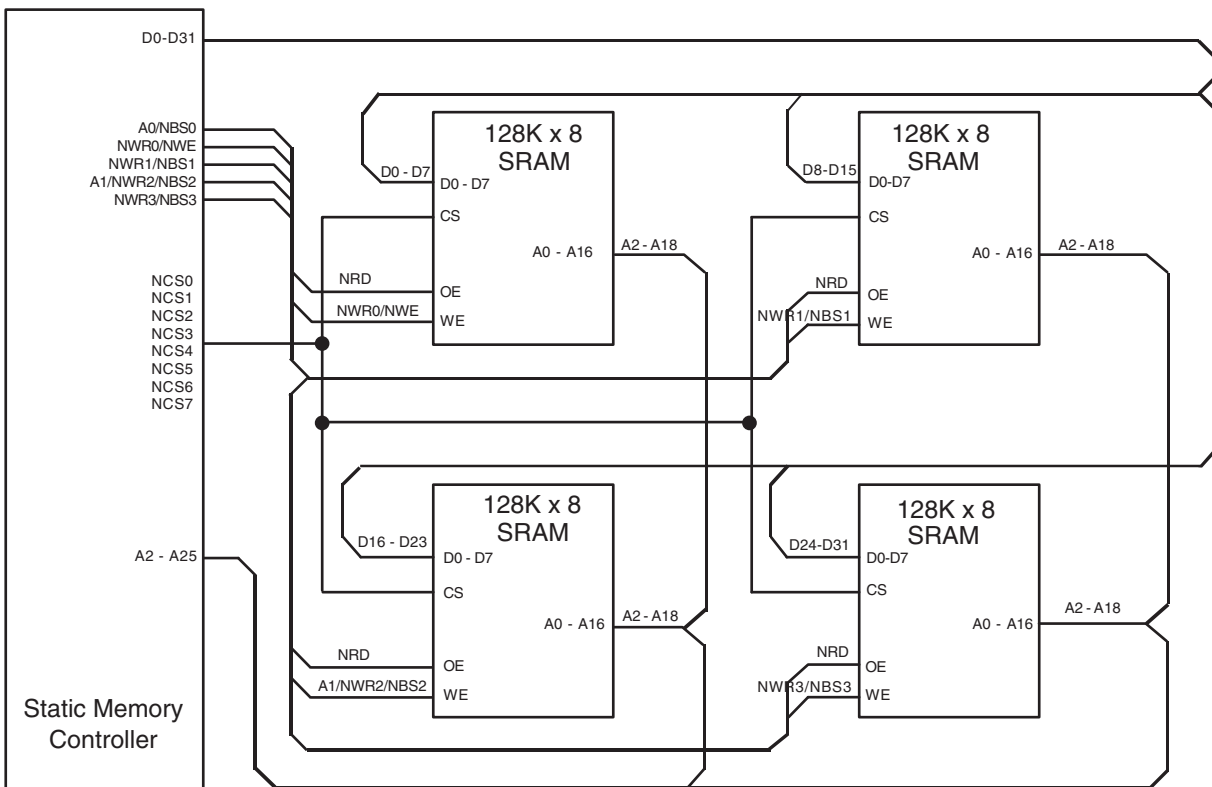 D0-D31
A0/NBS0
NWR0/NWE
NWR1/NBS1
A1/NWR2/NBS2
NWR3/NBS3
NCS0
NCS1
NCS2
NCS3
NCS4
NCS5
NCS6
NCS7
A2 - A25
Static Memory
Controller
128K x 8
SRAM
D0 - D7
D0 - D7
CS
A0 - A16
A2 - A18
NRD
OE
NWR0/NWE
WE
128K x 8
SRAM
D8-D15
D0-D7
CS
A0 - A16
A2 - A18
NRD
OE
NWR1/NBS1
WE
128K x 8
SRAM
D16 - D23
D0 - D7
CS
A0 - A16
A2 - A18
NRD
OE
A1/NWR2/NBS2
WE
128K x 8
SRAM
D24-D31
D0-D7
CS
A0 - A16
A2 - A18
NRD
OE
NWR3/NBS3
WE